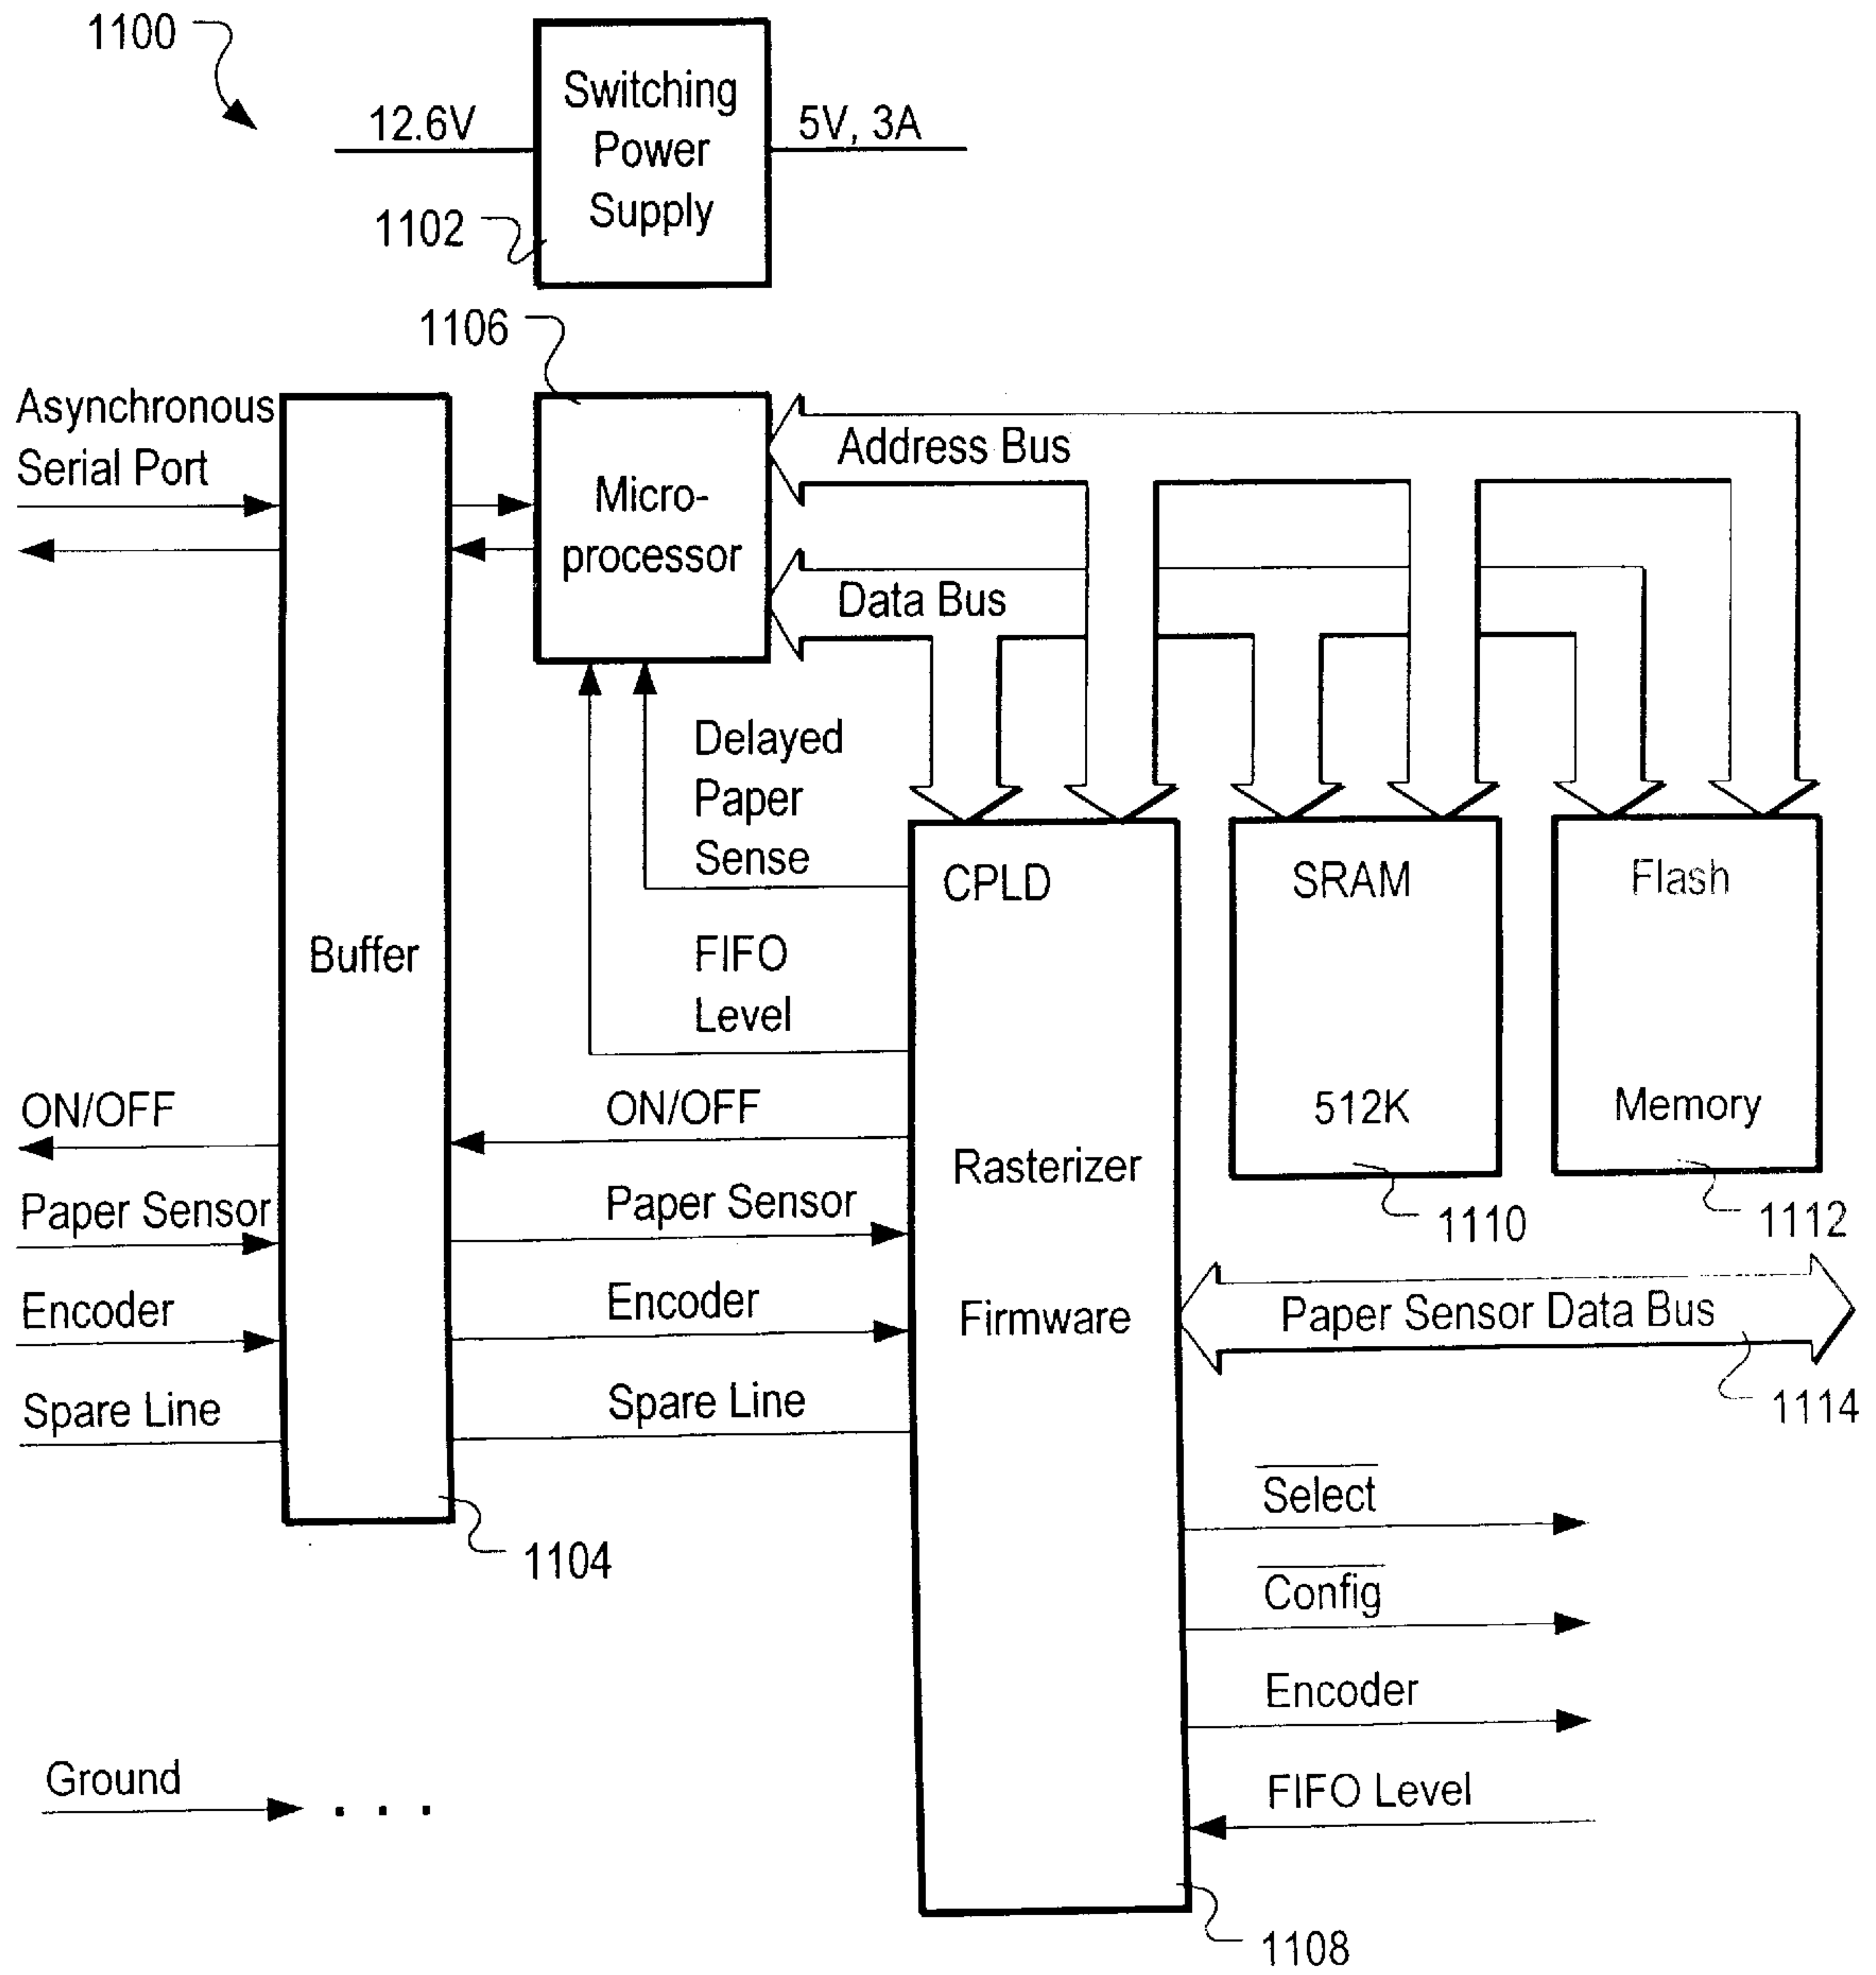 1100
Switching
Power
Supply
12.6V
5V, 3A
1102
1106
Asynchronous
Serial Port
Micro-
processor
Address Bus
Data Bus
Delayed
Paper
Sense
FIFO
Level
Buffer
CPLD
Rasterizer
Firmware
SRAM
512K
Flash
Memory
1110
1112
ON/OFF
Paper Sensor
Encoder
Spare Line
ON/OFF
Paper Sensor
Encoder
Spare Line
Paper Sensor Data Bus
1114
1104
Select
Config
Encoder
FIFO Level
Ground
. . .
1108